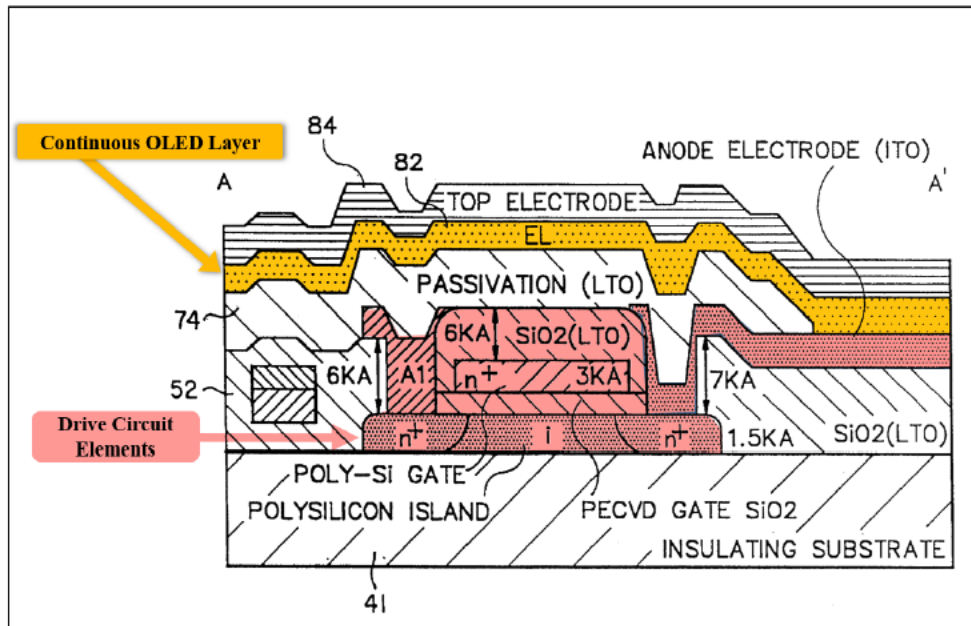 84
Continuous OLED Layer
ANODE ELECTRODE (ITO)
82
A
A'
TOP ELECTRODE
EL
PASSIVATION (LTO)
74
6KA
SiO2(LTO)
6KA
A1
n+
3KA
7KA
52
Drive Circuit
Elements
n+
i
n+
1.5KA
SiO2(LTO)
POLY-Si GATE
POLYSILICON ISLAND
PECVD GATE SiO2
INSULATING SUBSTRATE
41